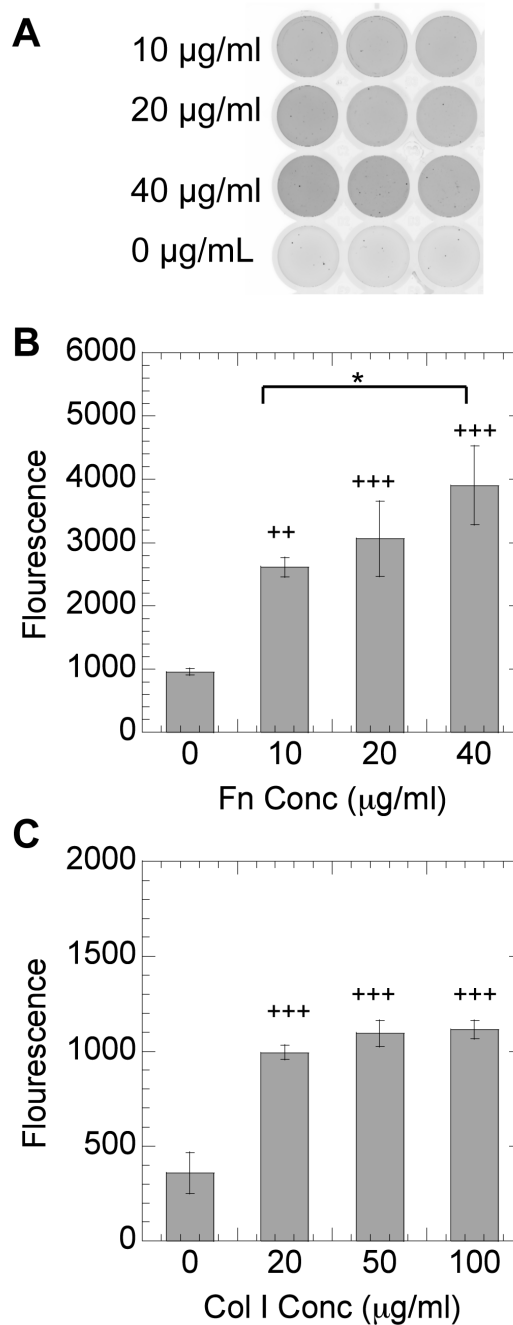 A
10 µg/ml
20 µg/ml
40 µg/ml
0 µg/mL
B
6000
5000
4000
3000
2000
1000
0
Flourescence
*
++
+++
+++
0 10 20 40
Fn Conc (µg/ml)
C
2000
1500
1000
500
0
Flourescence
+++
+++
+++
0 20 50 100
Col I Conc (µg/ml)